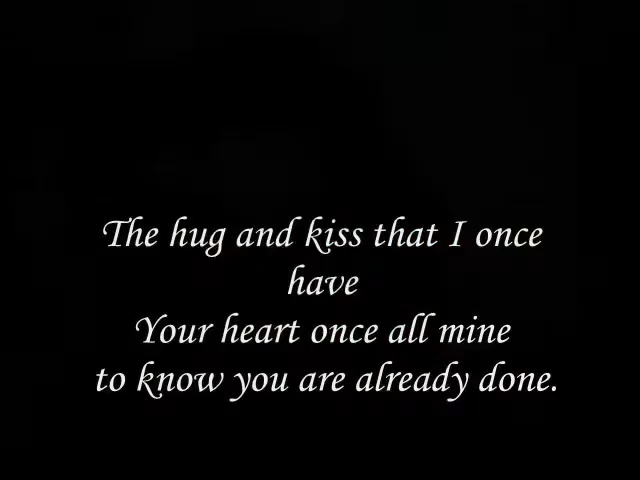 The hug and kiss that I once
have
Your heart once all mine
to know you are already done.